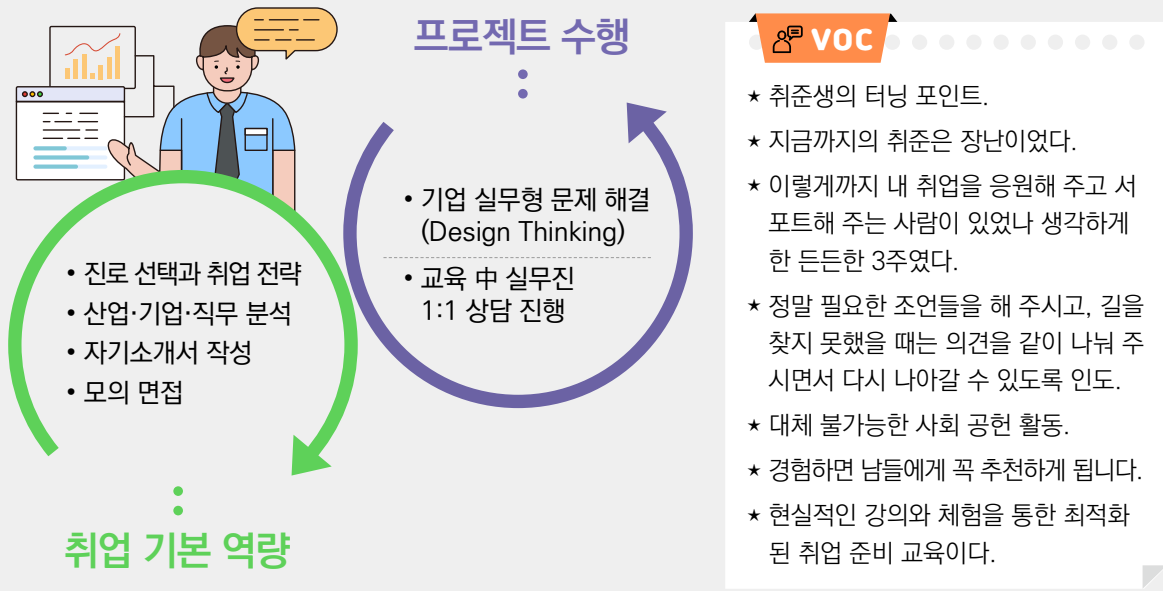 프로젝트 수행
• 기업 실무형 문제 해결
(Design Thinking)
• 교육 中 실무진
1:1 상담 진행
• 진로 선택과 취업 전략
• 산업·기업·직무 분석
• 자기소개서 작성
• 모의 면접
취업 기본 역량
VOC
★ 취준생의 터닝 포인트.
★ 지금까지의 취준은 장난이었다.
★ 이렇게까지 내 취업을 응원해 주고 서
포트해 주는 사람이 있었나 생각하게
한 든든한 3주였다.
★ 정말 필요한 조언들을 해 주시고, 길을
찾지 못했을 때는 의견을 같이 나눠 주
시면서 다시 나아갈 수 있도록 인도.
★ 대체 불가능한 사회 공헌 활동.
★ 경험하면 남들에게 꼭 추천하게 됩니다.
★ 현실적인 강의와 체험을 통한 최적화
된 취업 준비 교육이다.